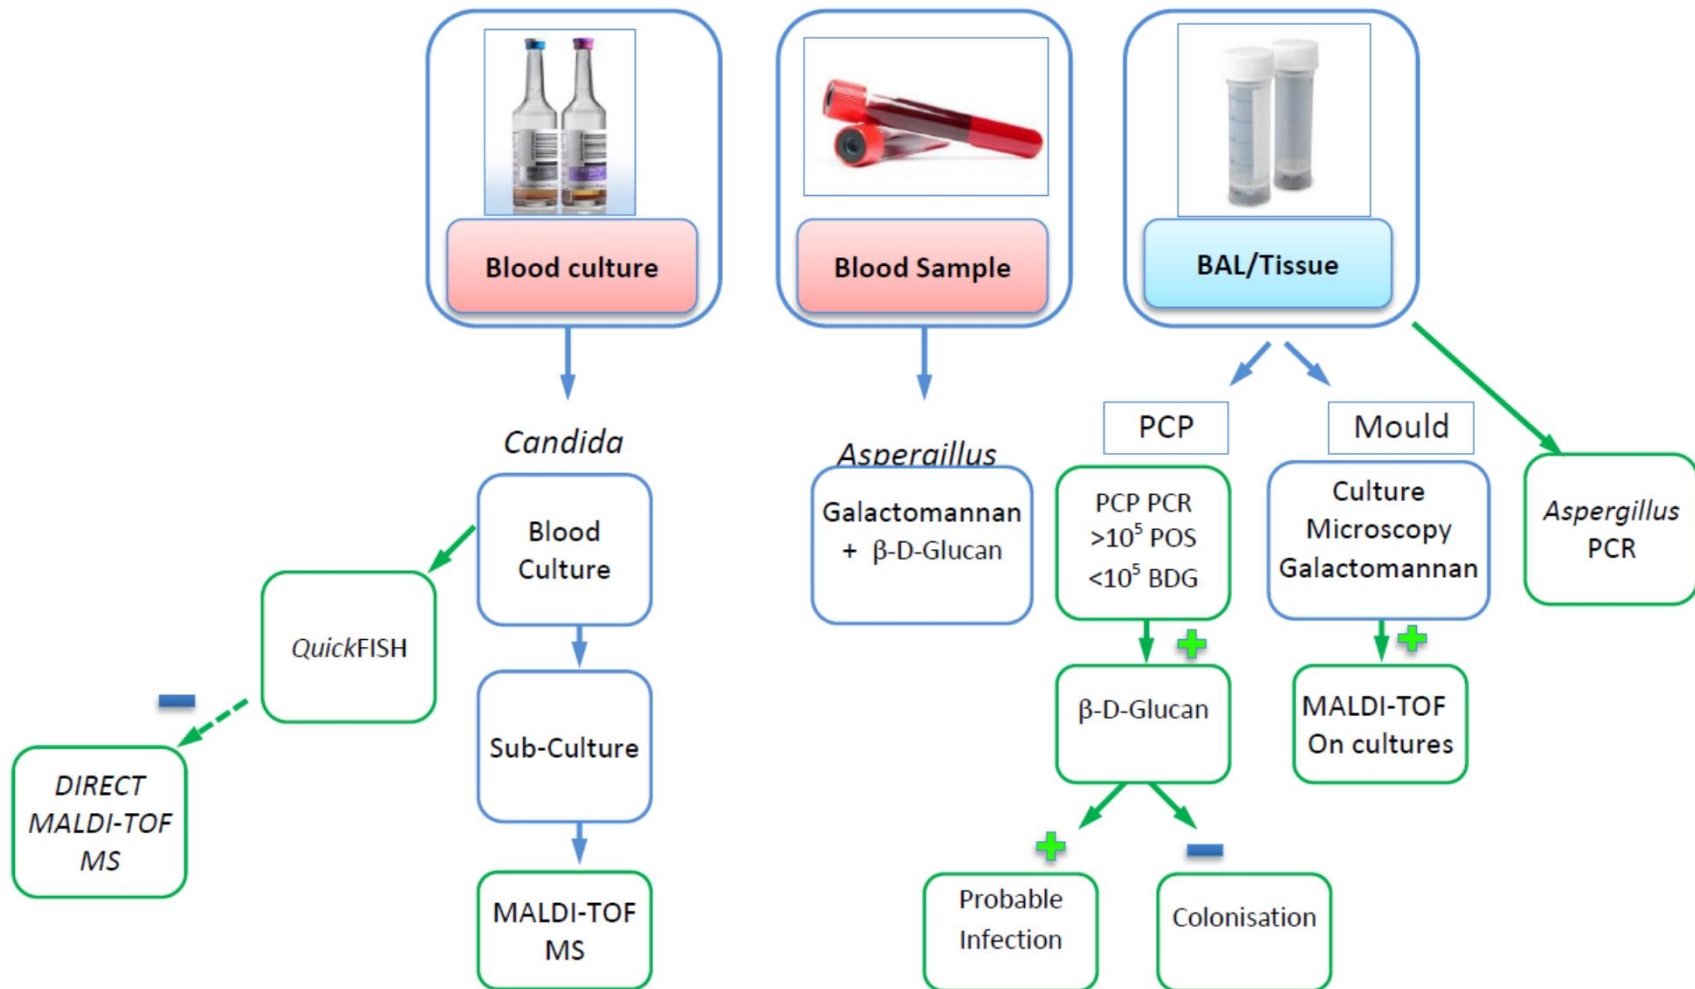 Blood culture
Blood Sample
BAL/Tissue
Candida
Aspergillus
PCP
Mould
Blood
Culture
Galactomannan
+ β-D-Glucan
PCP PCR
>10⁵ POS
<10⁵ BDG
Culture
Microscopy
Galactomannan
Aspergillus
PCR
QuickFISH
Sub-Culture
β-D-Glucan
MALDI-TOF
On cultures
DIRECT
MALDI-TOF
MS
MALDI-TOF
MS
Probable
Infection
Colonisation